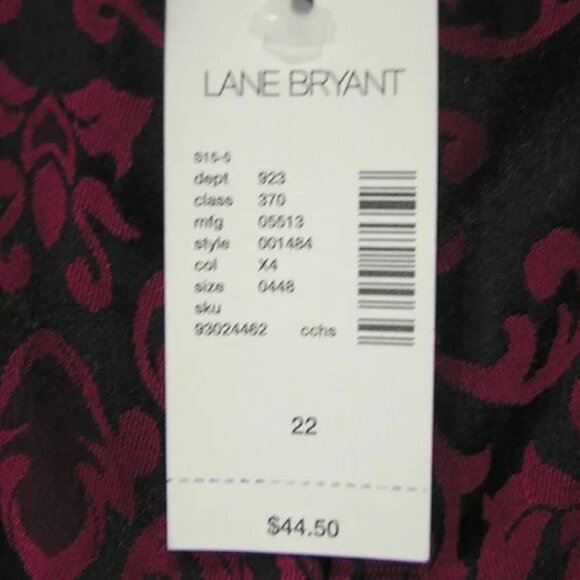 LANE BRYANT
S15-5
dept 923
class 370
mfg 05513
style 001484
col X4
size 0448
sku
93024462 cchs
22
$44.50